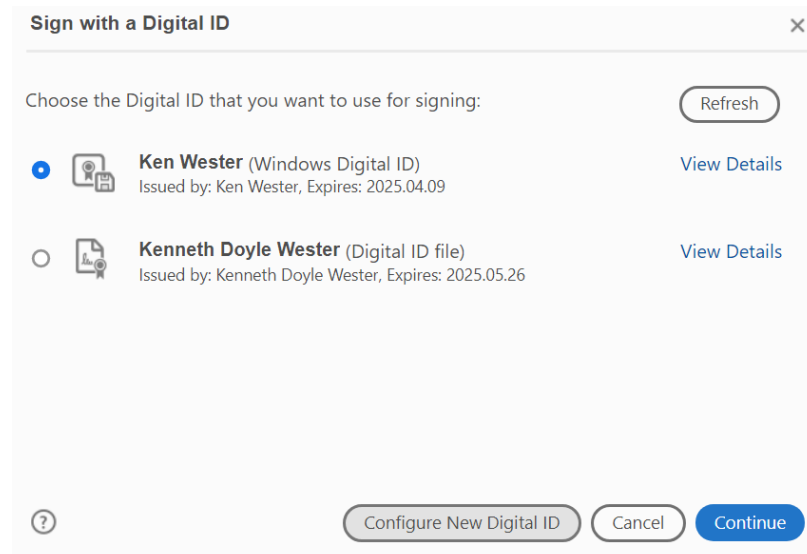 Sign with a Digital ID
Choose the Digital ID that you want to use for signing:
Refresh
Ken Wester (Windows Digital ID)
View Details
Issued by: Ken Wester, Expires: 2025.04.09
Kenneth Doyle Wester (Digital ID file)
View Details
Issued by: Kenneth Doyle Wester, Expires: 2025.05.26
?
Configure New Digital ID
Cancel
Continue